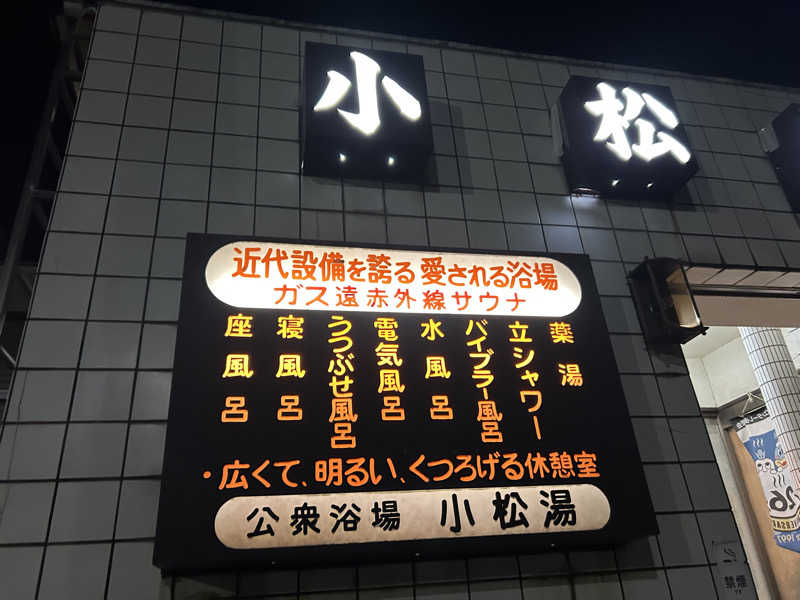 小松
近代設備を誇る愛される浴場
ガス遠赤外線サウナ
薬湯
立シャワー
バイブラー風呂
水風呂
電気風呂
うつぶせ風呂
寝風呂
座風呂
・広くて、明るい、くつろげる休憩室
公衆浴場 小松湯
禁煙